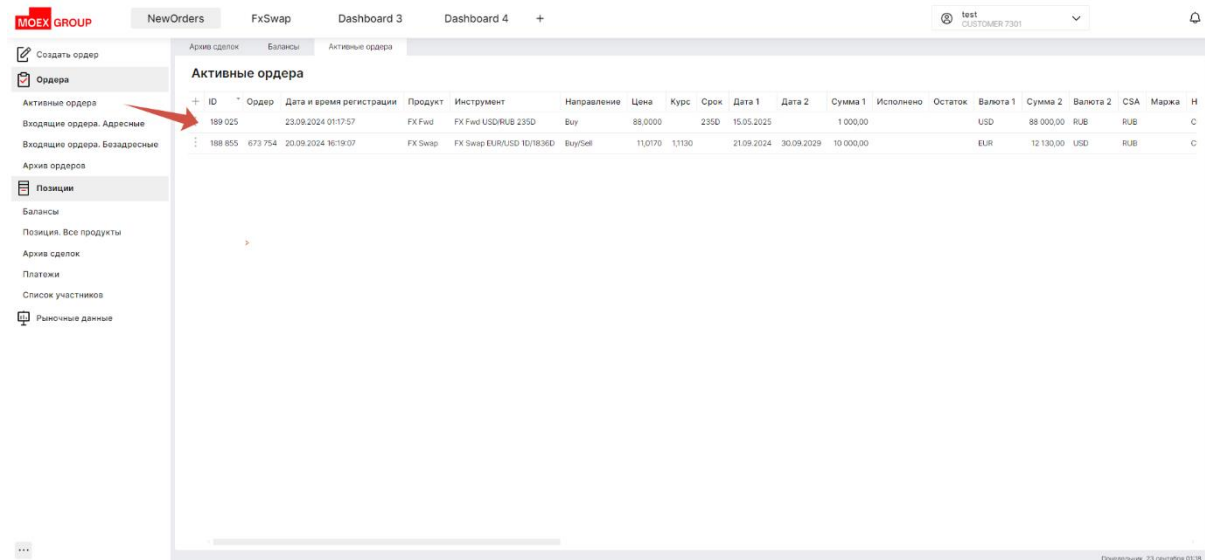 MOEX GROUP
NewOrders FxSwap Dashboard 3 Dashboard 4 +
test
CUSTOMER 7301
Создать ордер
Ордера
Активные ордера
Входящие ордера. Адресные
Входящие ордера. Безадресные
Архив ордеров
Позиции
Балансы
Позиция. Все продукты
Архив сделок
Платежи
Список участников
Рыночные данные
Архив сделок Балансы Активные ордера
Активные ордера
+ ID Ордер Дата и время регистрации Продукт Инструмент Направление Цена Курс Срок Дата 1 Дата 2 Сумма 1 Исполнено Остаток Валюта 1 Сумма 2 Валюта 2 CSA Маржа Н
189 025 23.09.2024 01:17:57 FX Fwd FX Fwd USD/RUB 235D Buy 88,0000 235D 15.05.2025 1 000,00 USD 88 000,00 RUB RUB С
188 855 673 754 20.09.2024 16:19:07 FX Swap FX Swap EUR/USD 1D/1836D Buy/Sell 11,0170 1,1130 21.09.2024 30.09.2029 10 000,00 EUR 12 130,00 USD RUB С
>
Понедельник, 23 сентября 01:18